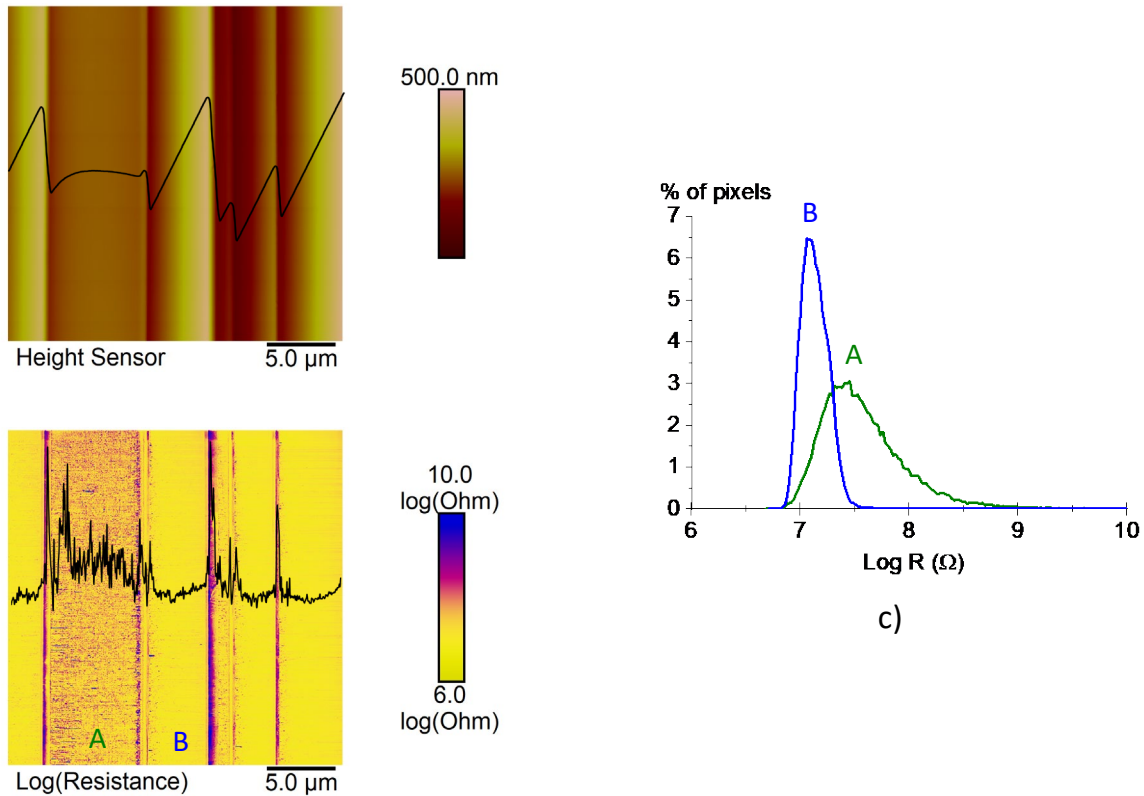 500.0 nm
Height Sensor
5.0 µm
10.0
log(Ohm)
6.0
log(Ohm)
A
B
Log(Resistance)
5.0 µm
% of pixels
7
6
5
4
3
2
1
0
B
A
6
7
8
9
10
Log R (Ω)
c)